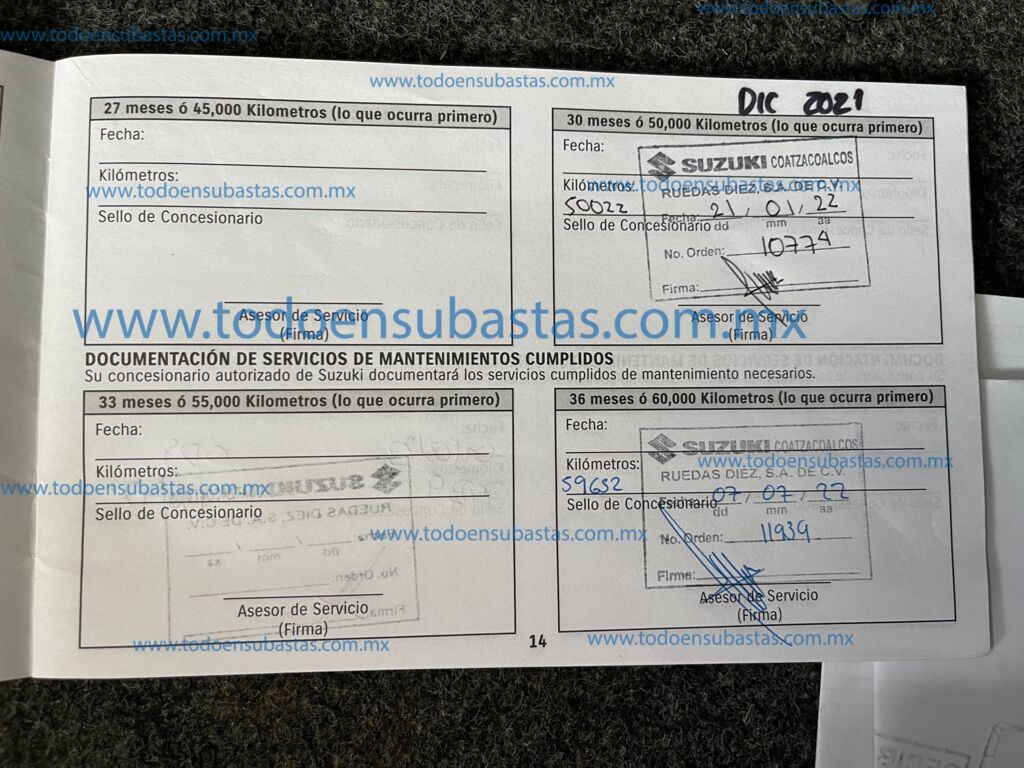 www.todoensubastas.com.mx
www.todoensubastas.com.mx
www.todoensubastas.com.mx
DIC 2021
27 meses ó 45,000 Kilometros (lo que ocurra primero)
Fecha:
Kilómetros:
www.todoensubastas.com.mx
Sello de Concesionario
Asesor de Servicio
(Firma)
30 meses ó 50,000 Kilometros (lo que ocurra primero)
Fecha:
SUZUKI COATZACOALCOS
Kilómetros:
www.todoensubastas.com.mx
RUEDAS DIEZ, S.A. DE C.V.
50022
Fecha: 21 / 01 / 22
Sello de Concesionario
dd mm aa
No. Orden: 10774
Firma:
Asesor de Servicio
(Firma)
www.todoensubastas.com.mx
DOCUMENTACIÓN DE SERVICIOS DE MANTENIMIENTOS CUMPLIDOS
Su concesionario autorizado de Suzuki documentará los servicios cumplidos de mantenimiento necesarios.
33 meses ó 55,000 Kilometros (lo que ocurra primero)
Fecha:
Kilómetros:
www.todoensubastas.com.mx
Sello de Concesionario
Asesor de Servicio
(Firma)
36 meses ó 60,000 Kilometros (lo que ocurra primero)
Fecha:
SUZUKI COATZACOALCOS
Kilómetros:
www.todoensubastas.com.mx
RUEDAS DIEZ, S.A. DE C.V.
59652
Fecha: 07 / 07 / 22
Sello de Concesionario
dd mm aa
www.todoensubastas.com.mx
No. Orden: 11939
Firma:
Asesor de Servicio
(Firma)
14
www.todoensubastas.com.mx
www.todoensubastas.com.mx